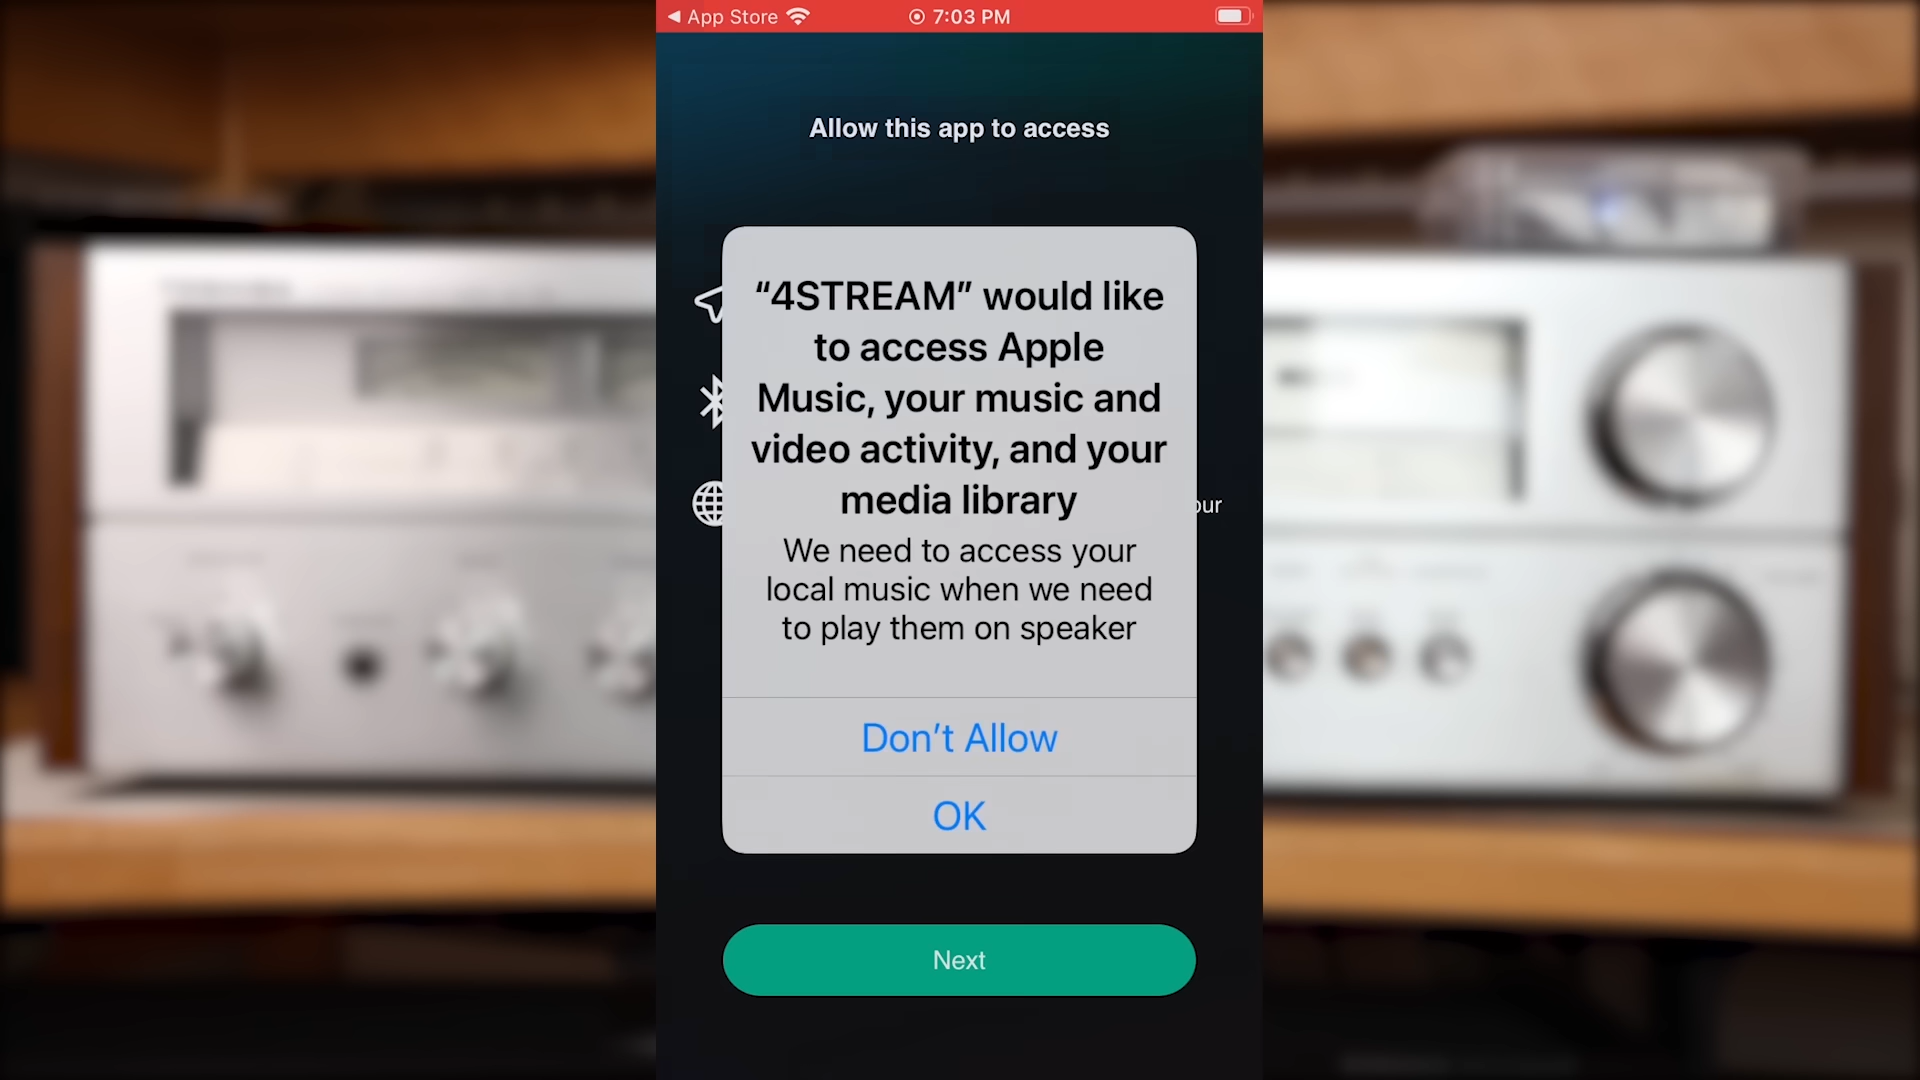 App Store
7:03 PM
Allow this app to access
“4STREAM” would like
to access Apple
Music, your music and
video activity, and your
media library
our
We need to access your
local music when we need
to play them on speaker
Don’t Allow
OK
Next